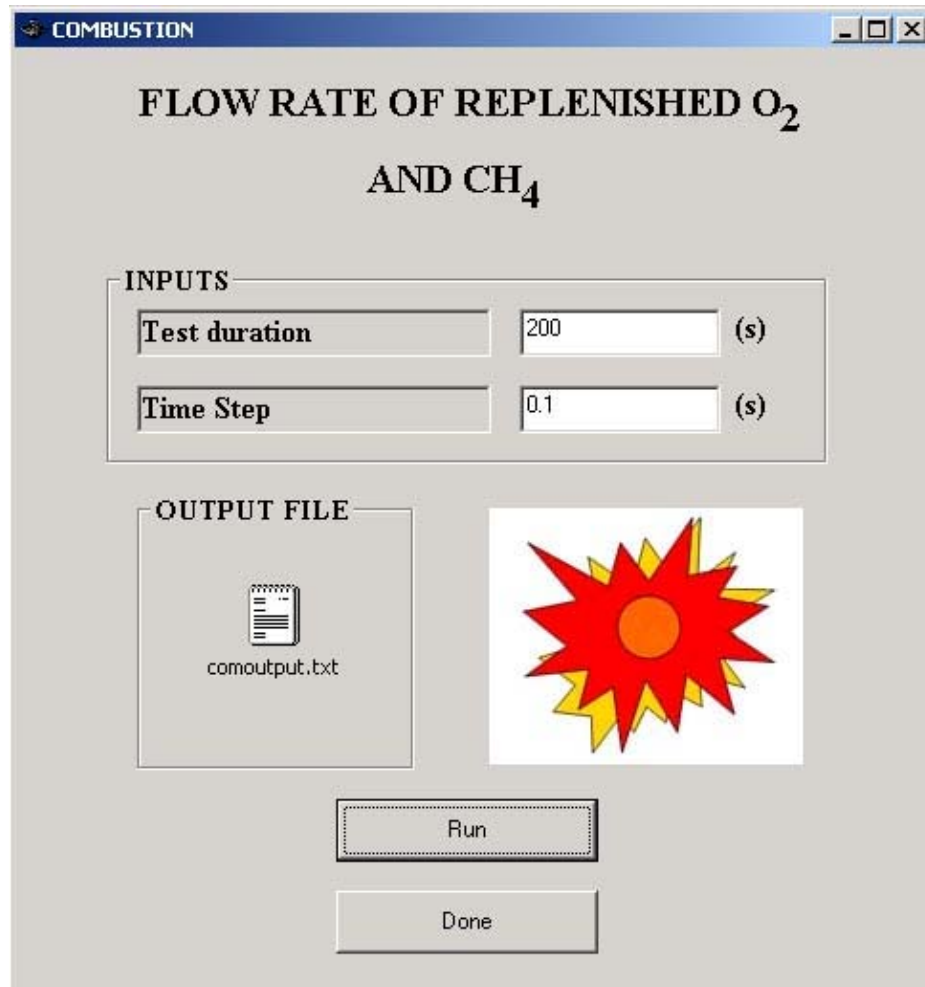 COMBUSTION
FLOW RATE OF REPLENISHED O2
AND CH4
INPUTS
Test duration 200 (s)
Time Step 0.1 (s)
OUTPUT FILE
comoutput.txt
Run
Done